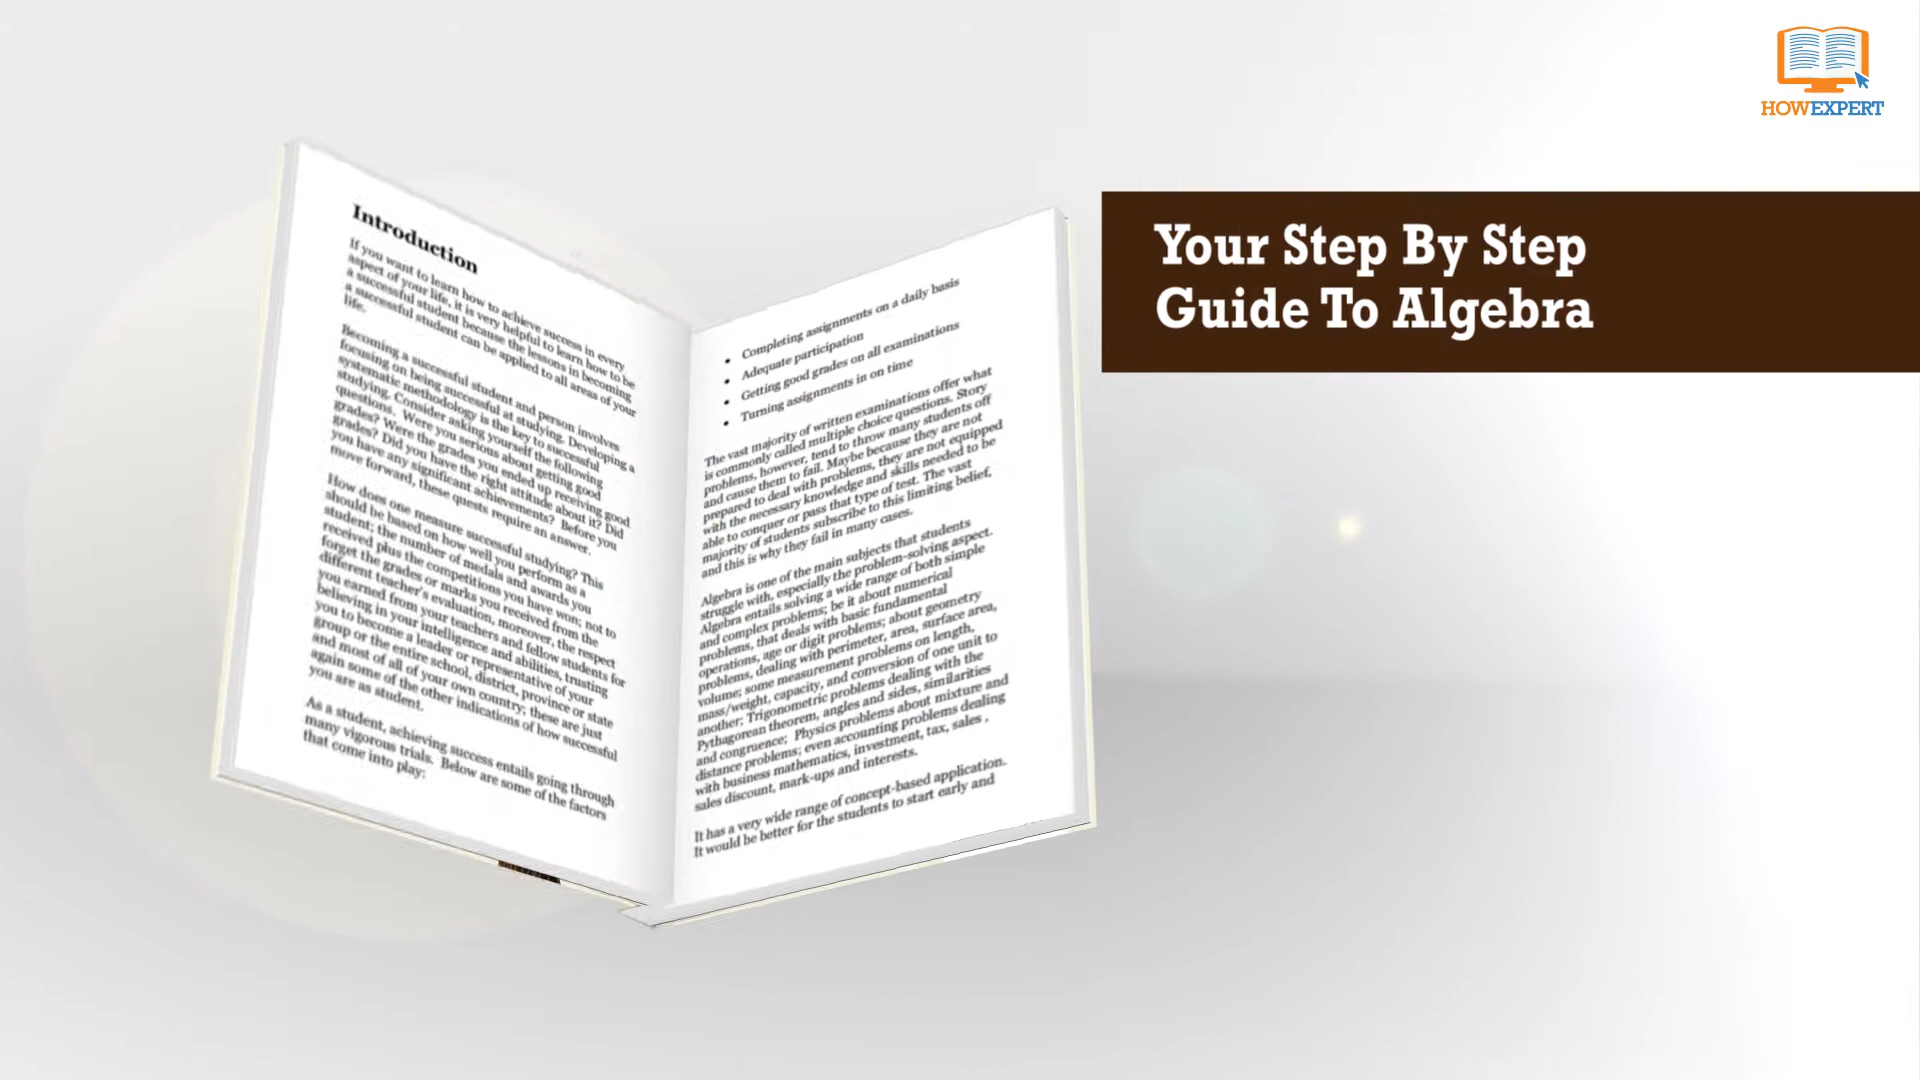 Introduction
If you want to learn how to achieve success in every
aspect of your life, it is very helpful to learn how to be
a successful student because the lessons in becoming
a successful student can be applied to all areas of your
life.
Becoming a successful student and person involves
focusing on being successful at studying. Developing a
systematic methodology is the key to successful
studying. Consider asking yourself the following
questions. Were you serious about getting good
grades? Were the grades you ended up receiving good
grades? Did you have the right attitude about it? Did
you have any significant achievements? Before you
move forward, these quests require an answer.
How does one measure successful studying? This
should be based on how well you perform as a
student; the number of medals and awards you
received plus the competitions you have won; not to
forget the grades or marks you received from the
different teacher's evaluation, moreover, the respect
you earned from your teachers and fellow students for
believing in your intelligence and abilities, trusting
you to become a leader or representative of your
group or the entire school, district, province or state
and most of all of your own country; these are just
again some of the other indications of how successful
you are as student.
As a student, achieving success entails going through
many vigorous trials. Below are some of the factors
that come into play:
• Completing assignments on a daily basis
• Adequate participation
• Getting good grades on all examinations
• Turning assignments in on time
The vast majority of written examinations offer what
is commonly called multiple choice questions. Story
problems, however, tend to throw many students off
and cause them to fail. Maybe because they are not
prepared to deal with problems, they are not equipped
with the necessary knowledge and skills needed to be
able to conquer or pass that type of test. The vast
majority of students subscribe to this limiting belief,
and this is why they fail in many cases.
Algebra is one of the main subjects that students
struggle with, especially the problem-solving aspect.
Algebra entails solving a wide range of both simple
and complex problems; be it about numerical
problems, that deals with basic fundamental
operations, age or digit problems; about geometry
problems, dealing with perimeter, area, surface area,
volume; some measurement problems on length,
mass/weight, capacity, and conversion of one unit to
another; Trigonometric problems dealing with the
Pythagorean theorem, angles and sides, similarities
and congruence; Physics problems about mixture and
distance problems; even accounting problems dealing
with business mathematics, investment, tax, sales ,
sales discount, mark-ups and interests.
It has a very wide range of concept-based application.
It would be better for the students to start early and
HOWEXPERT
Your Step By Step
Guide To Algebra